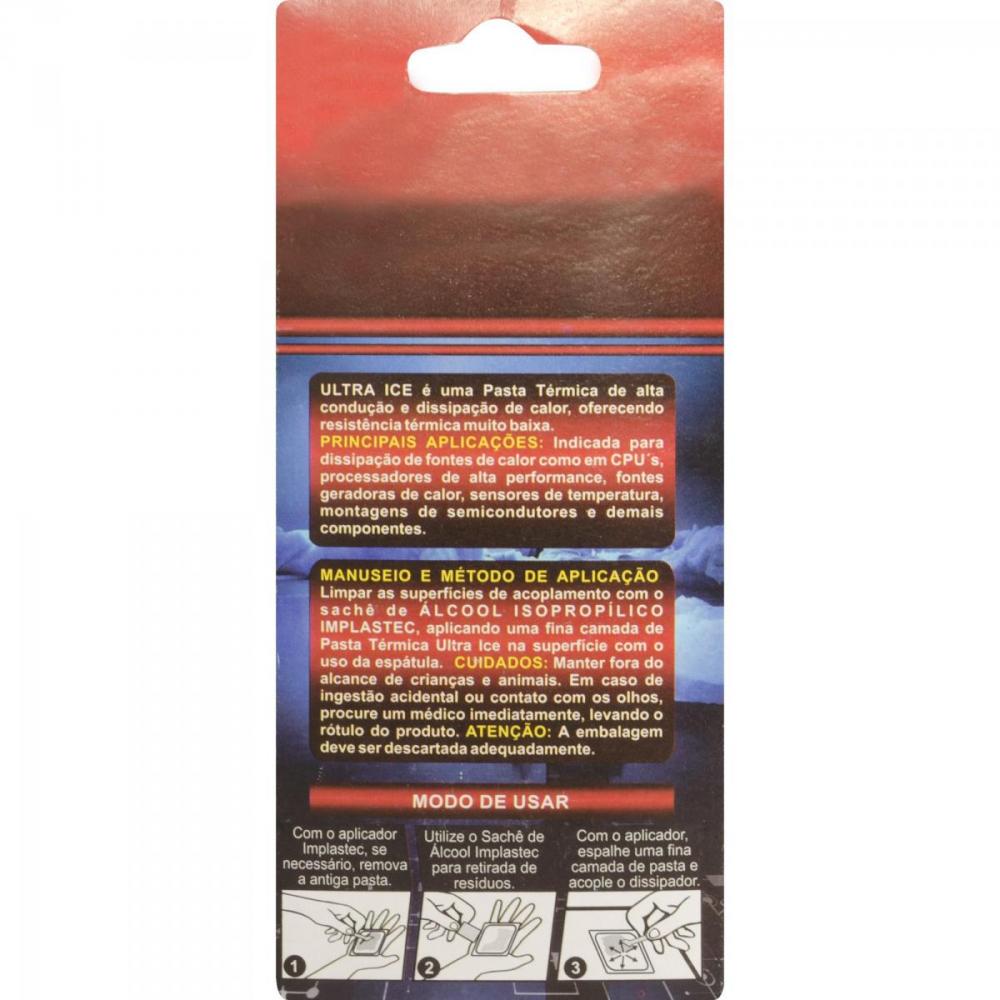 ULTRA ICE é uma Pasta Térmica de alta
condução e dissipação de calor, oferecendo
resistência térmica muito baixa.
PRINCIPAIS APLICAÇÕES: Indicada para
dissipação de fontes de calor como em CPU´s,
processadores de alta performance, fontes
geradoras de calor, sensores de temperatura,
montagens de semicondutores e demais
componentes.
MANUSEIO E MÉTODO DE APLICAÇÃO
Limpar as superfícies de acoplamento com o
sachê de ÁLCOOL ISOPROPÍLICO
IMPLASTEC, aplicando uma fina camada de
Pasta Térmica Ultra Ice na superfície com o
uso da espátula. CUIDADOS: Manter fora do
alcance de crianças e animais. Em caso de
ingestão acidental ou contato com os olhos,
procure um médico imediatamente, levando o
rótulo do produto. ATENÇÃO: A embalagem
deve ser descartada adequadamente.
MODO DE USAR
Com o aplicador
Implastec, se
necessário, remova
a antiga pasta.
1
Utilize o Sachê de
Álcool Implastec
para retirada de
resíduos.
2
Com o aplicador,
espalhe uma fina
camada de pasta e
acople o dissipador.
3